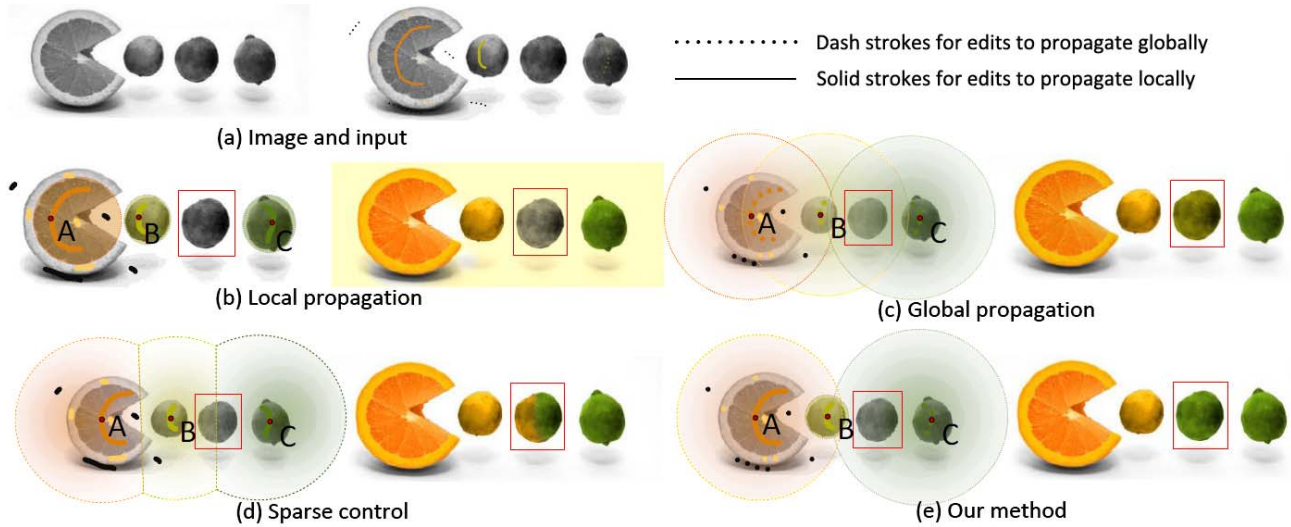 Dash strokes for edits to propagate globally
Solid strokes for edits to propagate locally
(a) Image and input
A B C
(b) Local propagation
A B C
(c) Global propagation
A B C
(d) Sparse control
A B C
(e) Our method